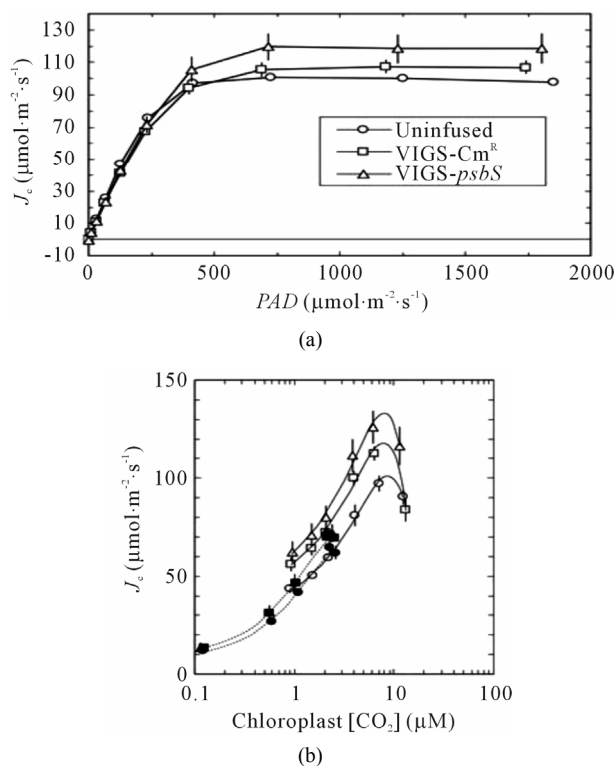 (a)
130
110
90
70
50
30
10
-10
J_c (µmol·m⁻²·s⁻¹)
Uninfused
VIGS-Cm^R
VIGS-psbS
0 500 1000 1500 2000
PAD (µmol·m⁻²·s⁻¹)
(a)
150
100
50
0
J_c (µmol·m⁻²·s⁻¹)
0.1 1 10 100
Chloroplast [CO₂] (µM)
(b)